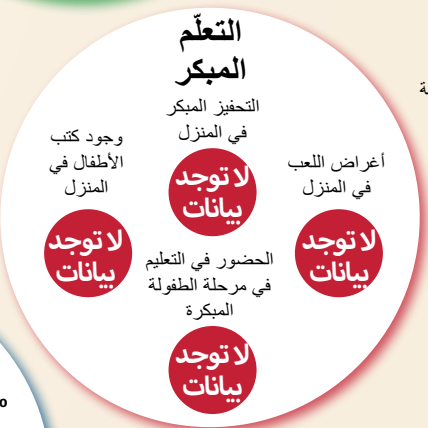 التعلّم
المبكر
التحفيز المبكر
في المنزل
لا توجد
بيانات
أغراض اللعب
في المنزل
لا توجد
بيانات
وجود كتب
الأطفال في
المنزل
لا توجد
بيانات
الحضور في التعليم
في مرحلة الطفولة
المبكرة
لا توجد
بيانات